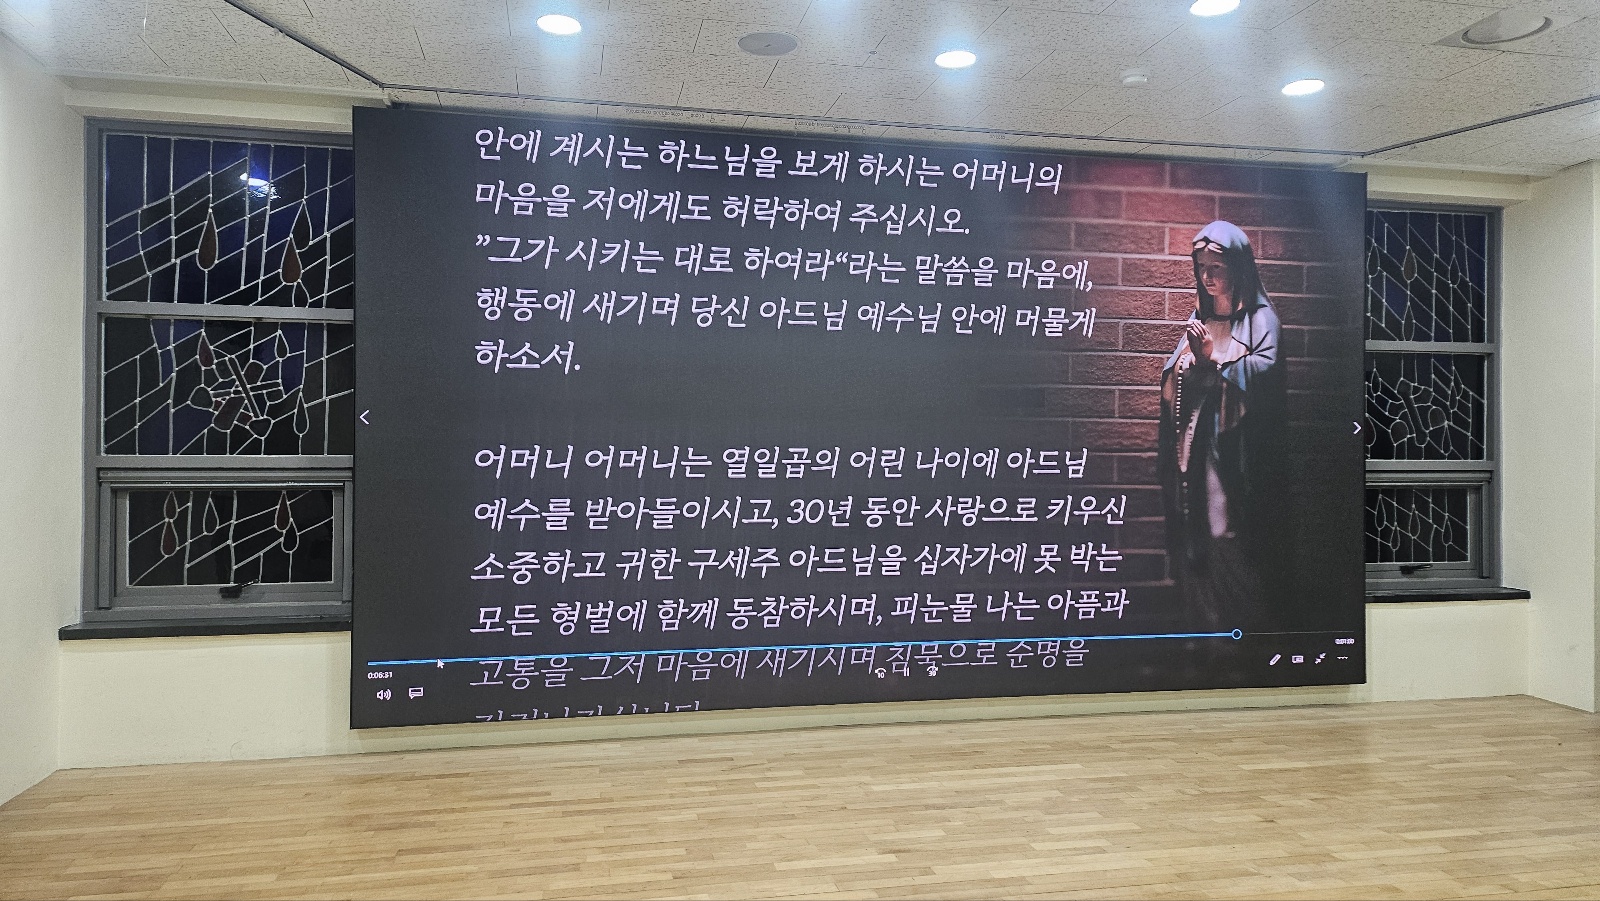 안에 계시는 하느님을 보게 하시는 어머니의
마음을 저에게도 허락하여 주십시오.
”그가 시키는 대로 하여라“라는 말씀을 마음에,
행동에 새기며 당신 아드님 예수님 안에 머물게
하소서.
어머니 어머니는 열일곱의 어린 나이에 아드님
예수를 받아들이시고, 30년 동안 사랑으로 키우신
소중하고 귀한 구세주 아드님을 십자가에 못 박는
모든 형벌에 함께 동참하시며, 피눈물 나는 아픔과
고통을 그저 마음에 새기시며 침묵으로 순명을
0:06:31
10
30